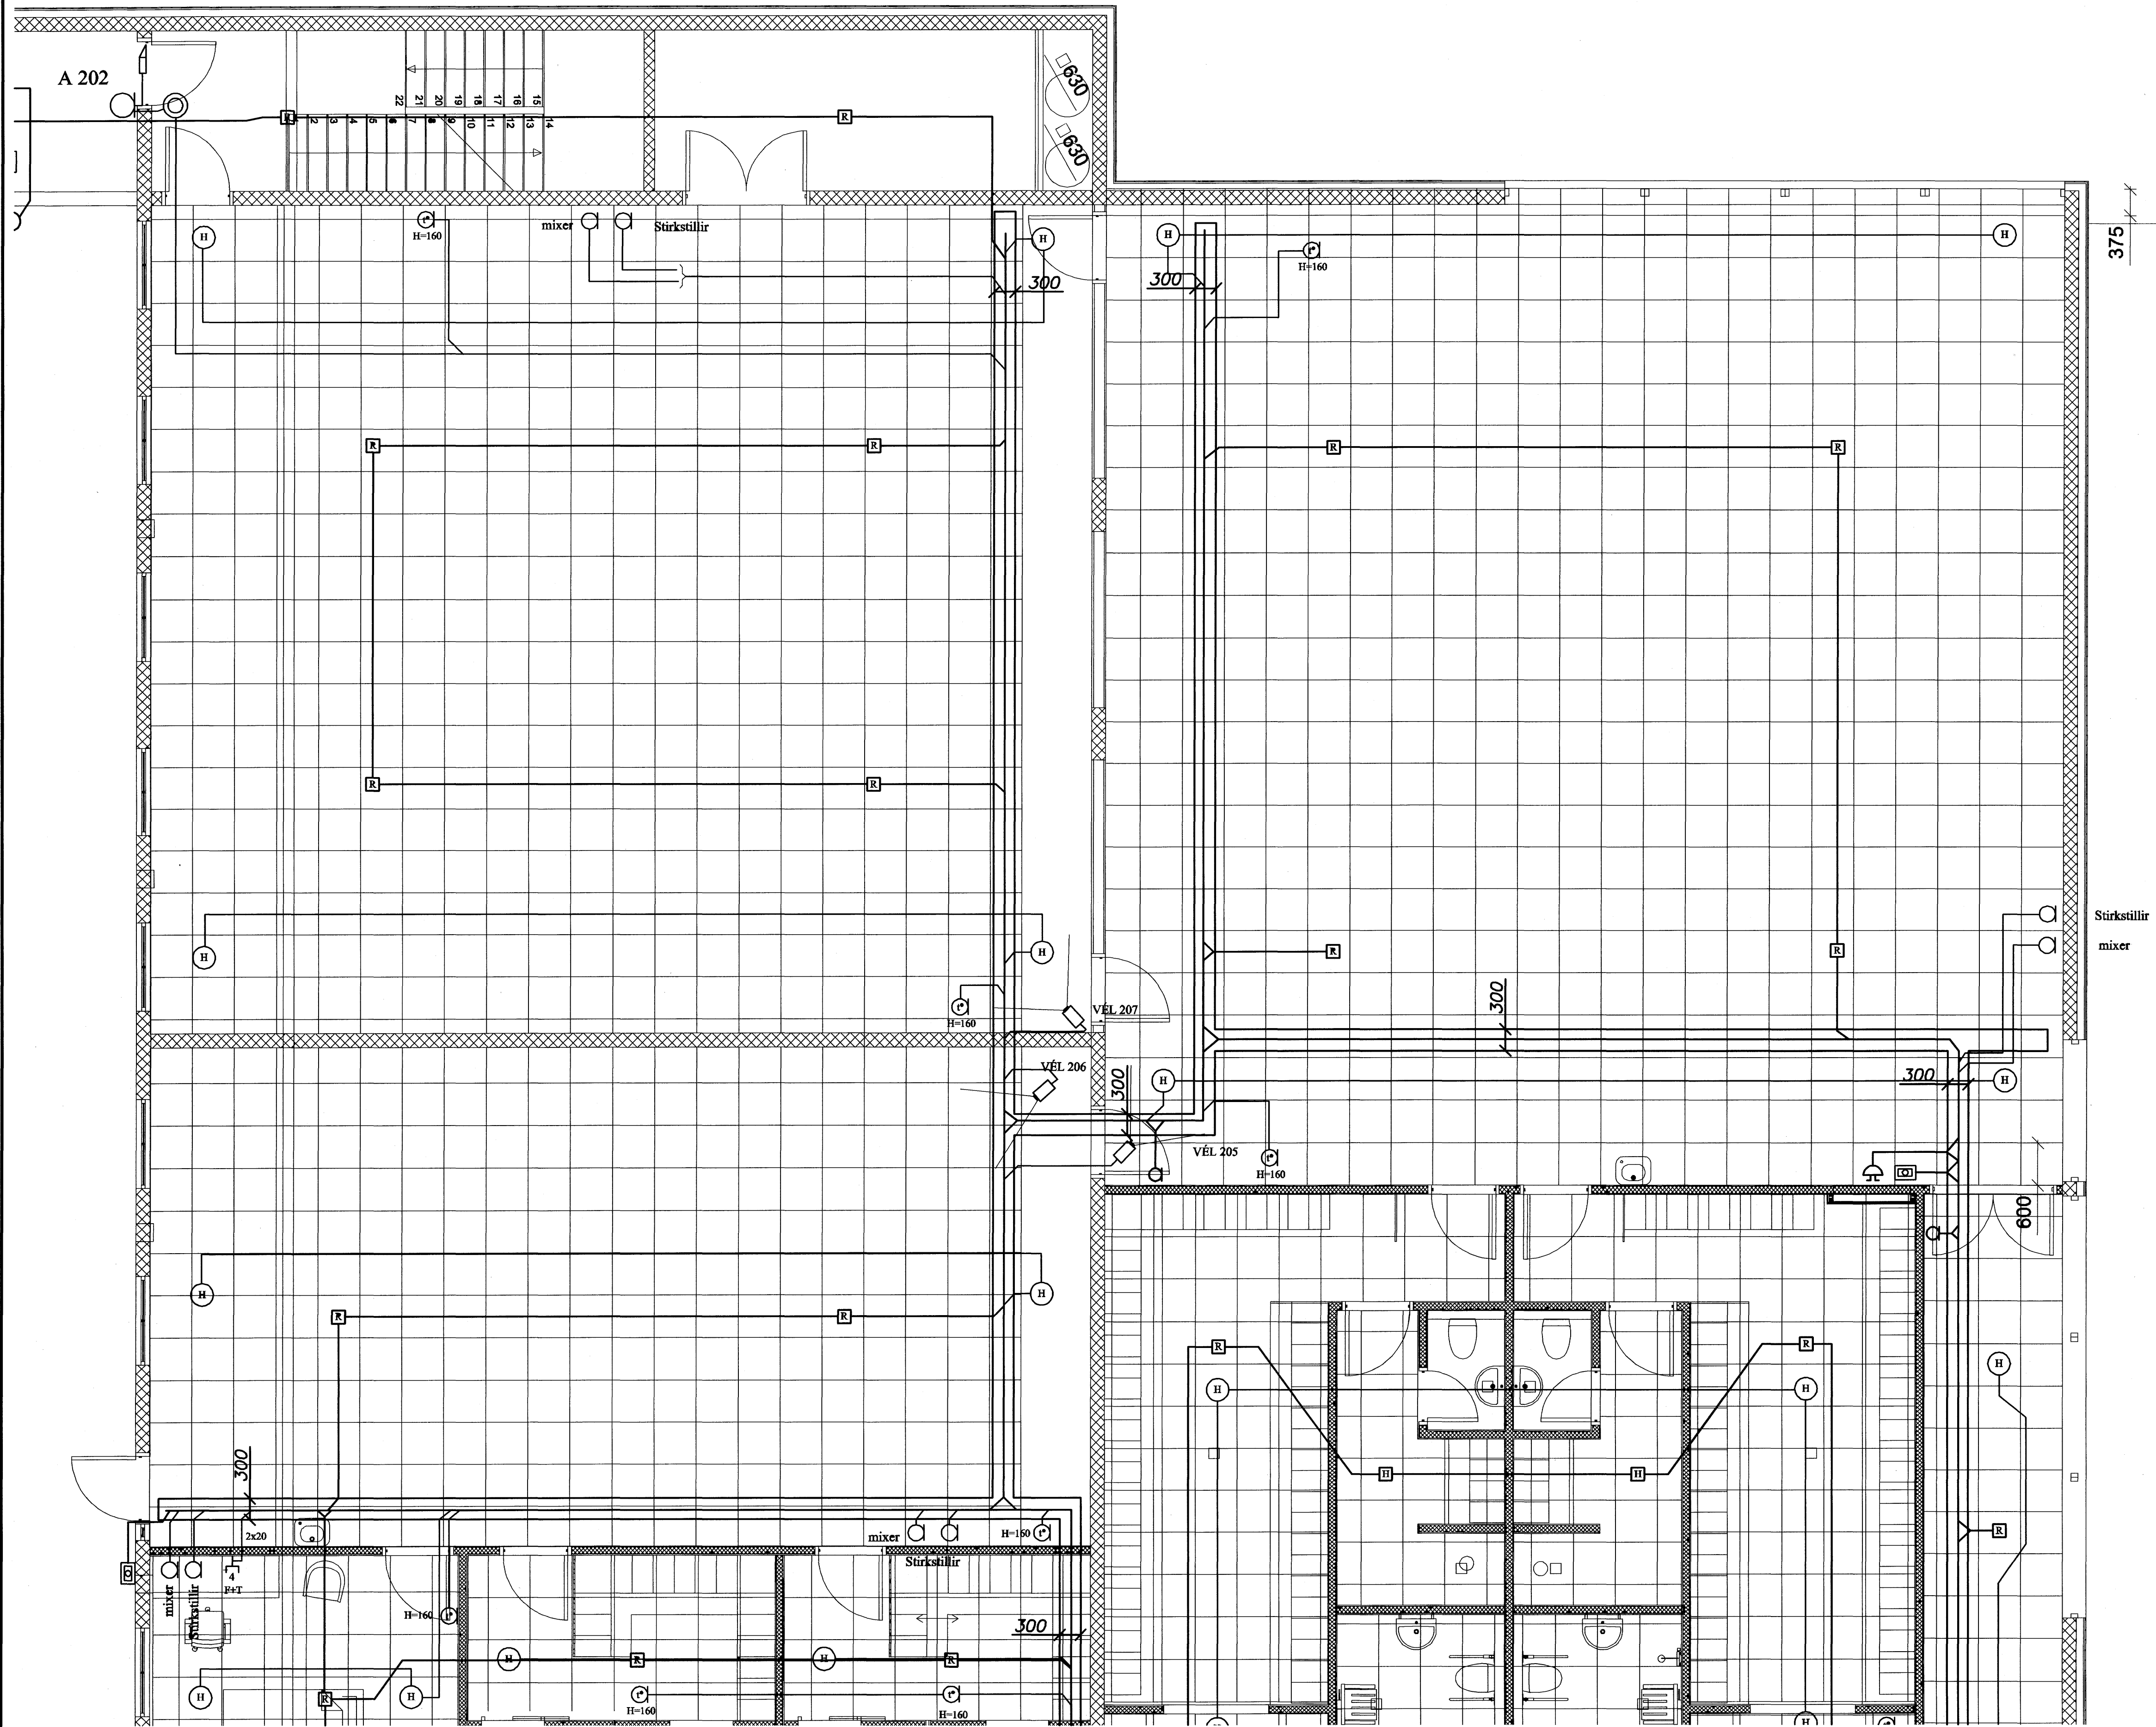 A 202
22 21 20 19 18 17 16 15
2 3 4 5 6 7 8 9 10 11 12 13 14
□630
□630
R
R
375
H
H=160
mixer
Stirkstillir
H
300
H
300
H=160
H
R
R
R
R
R
R
H
H
R
R
Stirkstillir
mixer
H=160
VÉL 207
300
VÉL 206
300
H
300
H
VÉL 205
H=160
600
H
H
R
R
R
R
H
H
H
H
H
300
2x20
mixer
Stirkstillir
H=160
R
mixer
Stirkstillir
4
F+T
H=160
300
H
R
H
R
H
R
H
H=160
H=160
H